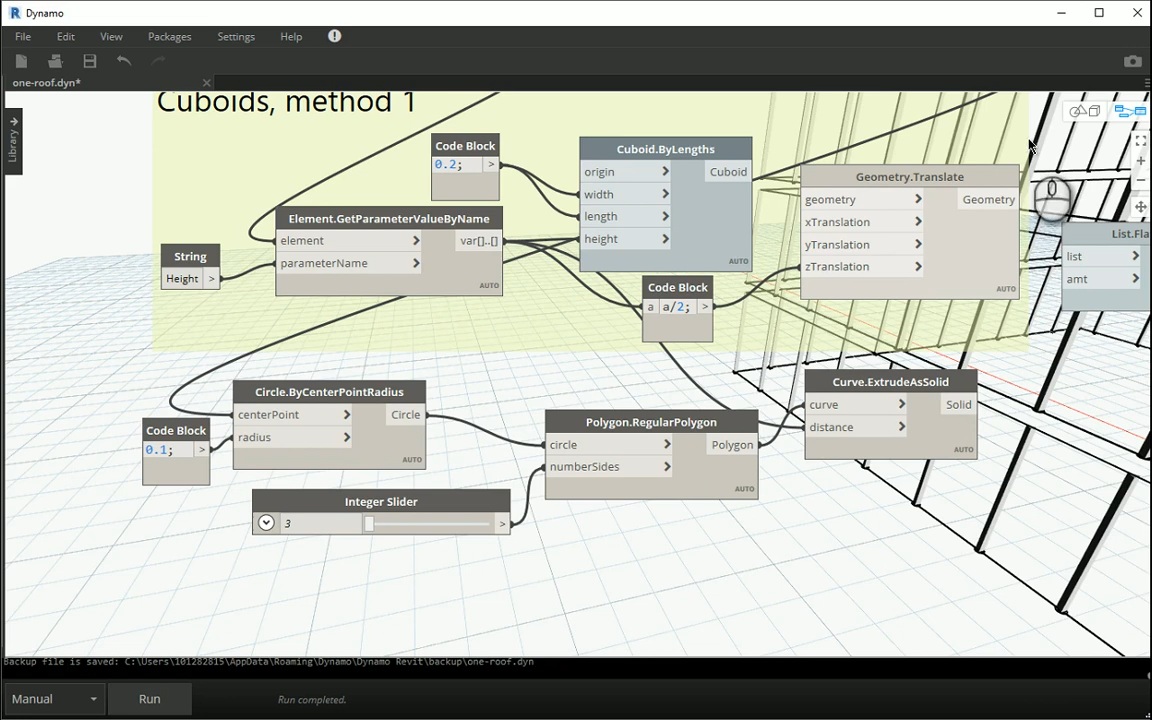 Dynamo
File Edit View Packages Settings Help
one-roof.dyn*
Library
Cuboids, method 1
Code Block
0.2; >
Cuboid.ByLengths
origin > Cuboid
width >
length >
height >
AUTO
Geometry.Translate
geometry > Geometry
xTranslation >
yTranslation >
zTranslation >
AUTO
Element.GetParameterValueByName
element > var[]..[]
parameterName >
AUTO
String
Height >
Code Block
a a/2; >
List.Fla
list >
amt >
Circle.ByCenterPointRadius
centerPoint > Circle
radius >
AUTO
Code Block
0.1; >
Integer Slider
3 >
Polygon.RegularPolygon
circle > Polygon
numberSides >
AUTO
Curve.ExtrudeAsSolid
curve > Solid
distance >
AUTO
Backup file is saved: C:\Users\101282815\AppData\Roaming\Dynamo\Dynamo Revit\backup\one-roof.dyn
Manual Run Run completed.